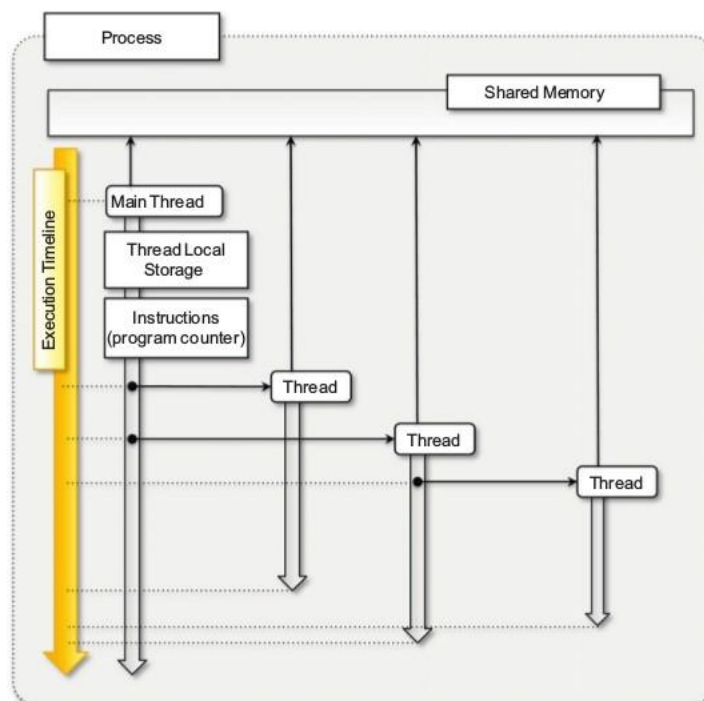 Process
Shared Memory
Execution Timeline
Main Thread
Thread Local
Storage
Instructions
(program counter)
Thread
Thread
Thread